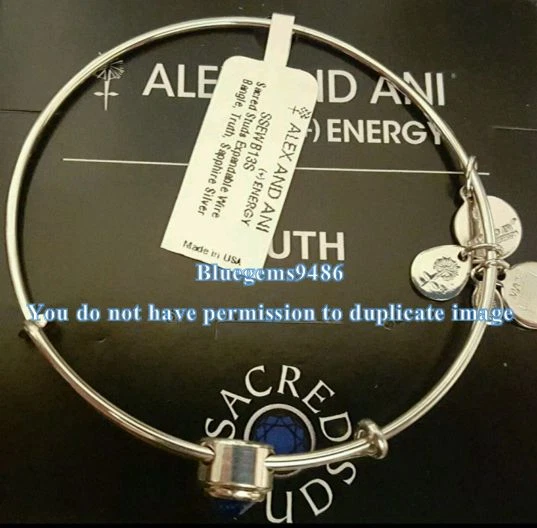 ALEX AND ANI
(+) ENERGY
ALEX AND ANI
(+) ENERGY
SSEWB13S
Sacred Studs Expandable Wire
Bangle, Truth, Sapphire Silver
Made in USA
UTH
Bluegems9486
You do not have permission to duplicate image
SACRED
STUDS